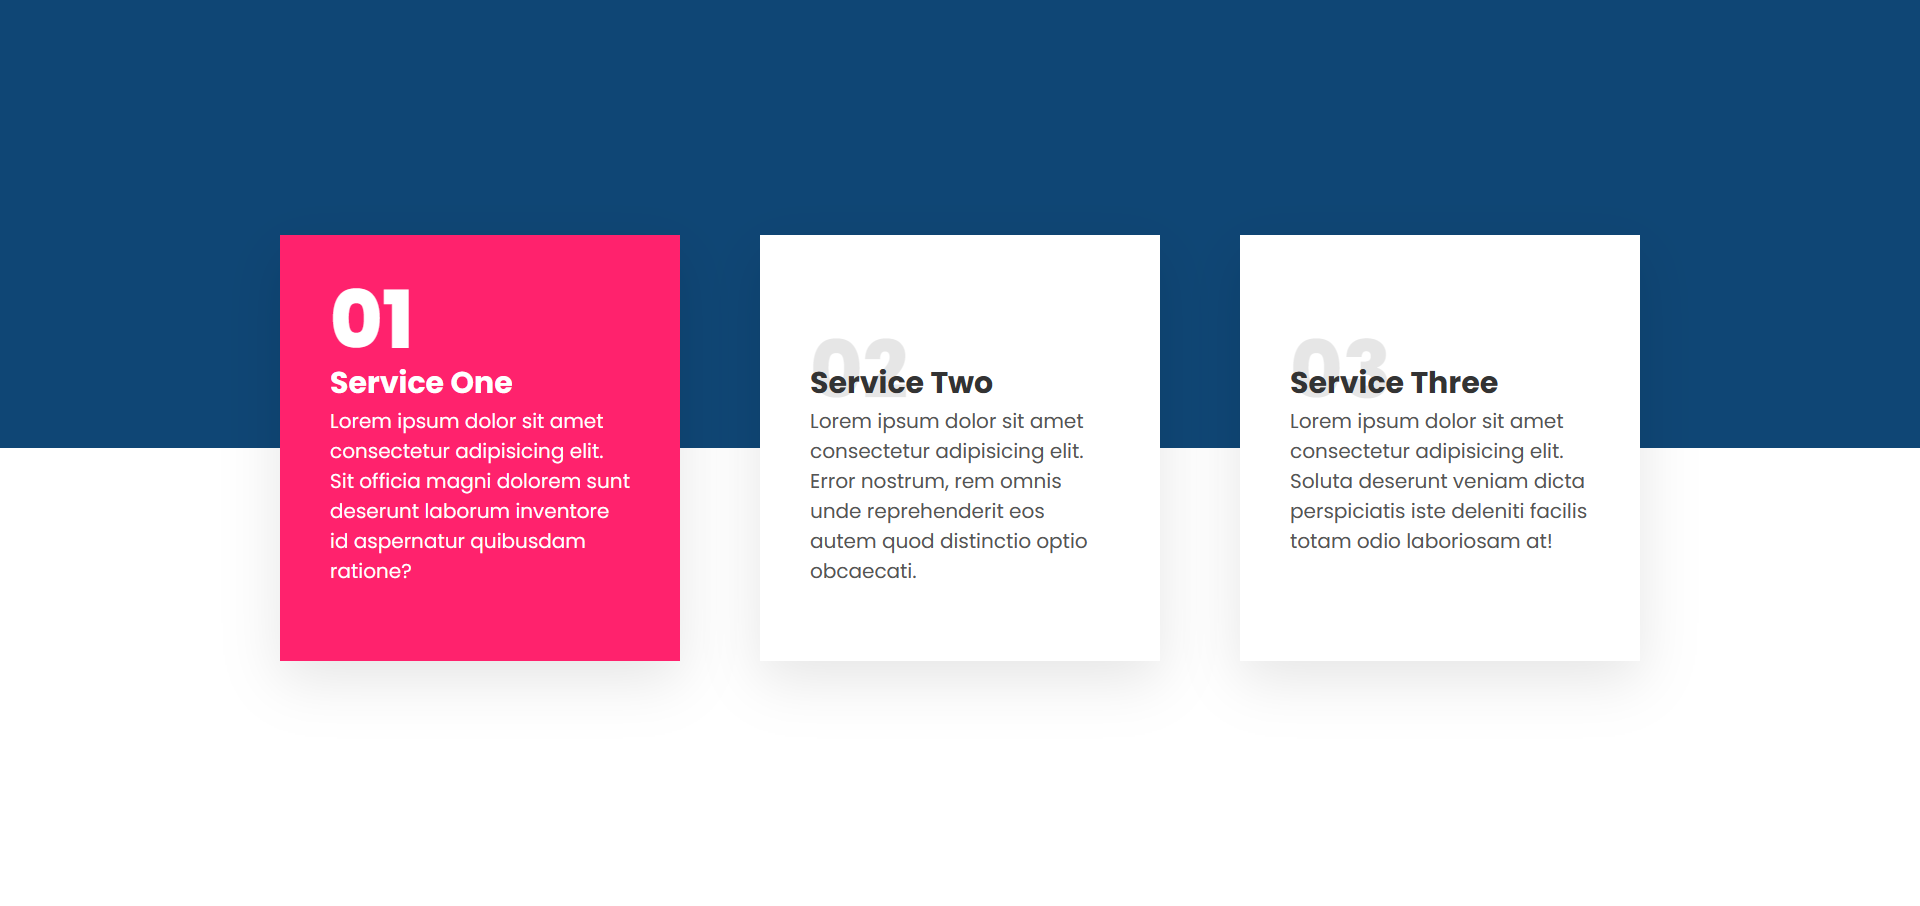 01
Service One
Lorem ipsum dolor sit amet
consectetur adipisicing elit.
Sit officia magni dolorem sunt
deserunt laborum inventore
id aspernatur quibusdam
ratione?
02
Service Two
Lorem ipsum dolor sit amet
consectetur adipisicing elit.
Error nostrum, rem omnis
unde reprehenderit eos
autem quod distinctio optio
obcaecati.
03
Service Three
Lorem ipsum dolor sit amet
consectetur adipisicing elit.
Soluta deserunt veniam dicta
perspiciatis iste deleniti facilis
totam odio laboriosam at!